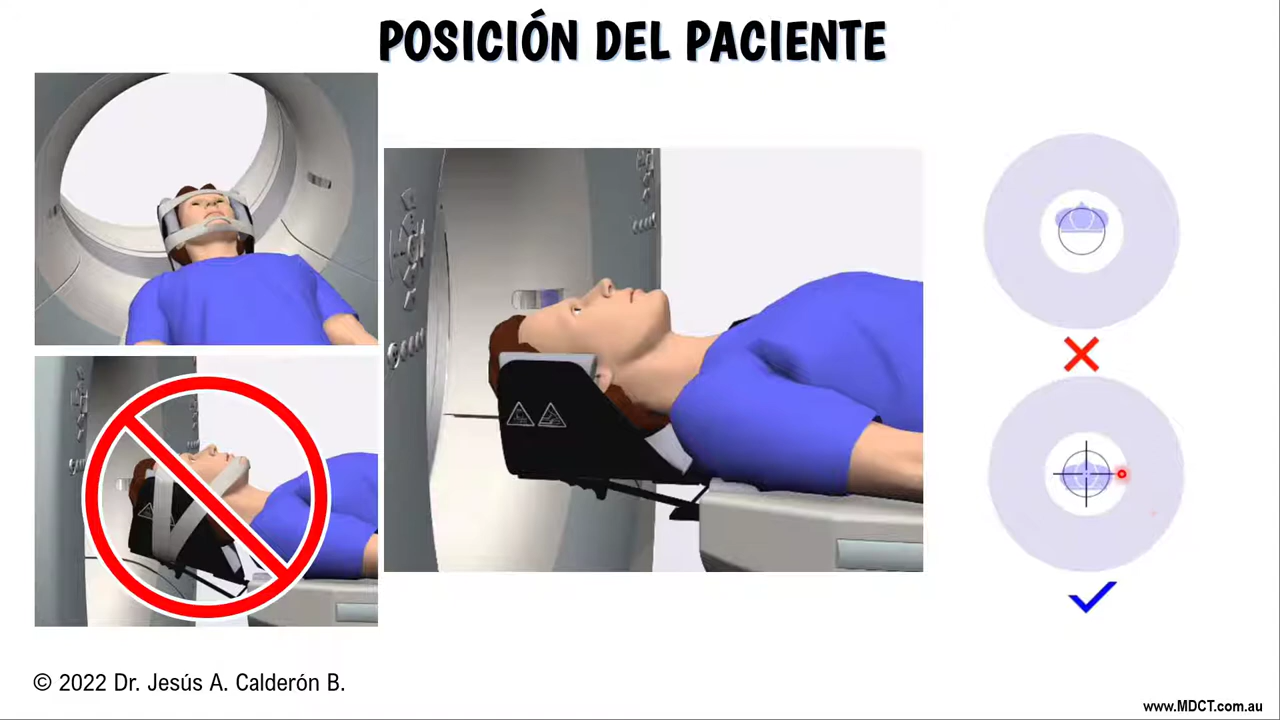 POSICIÓN DEL PACIENTE
© 2022 Dr. Jesús A. Calderón B.
www.MDCT.com.au